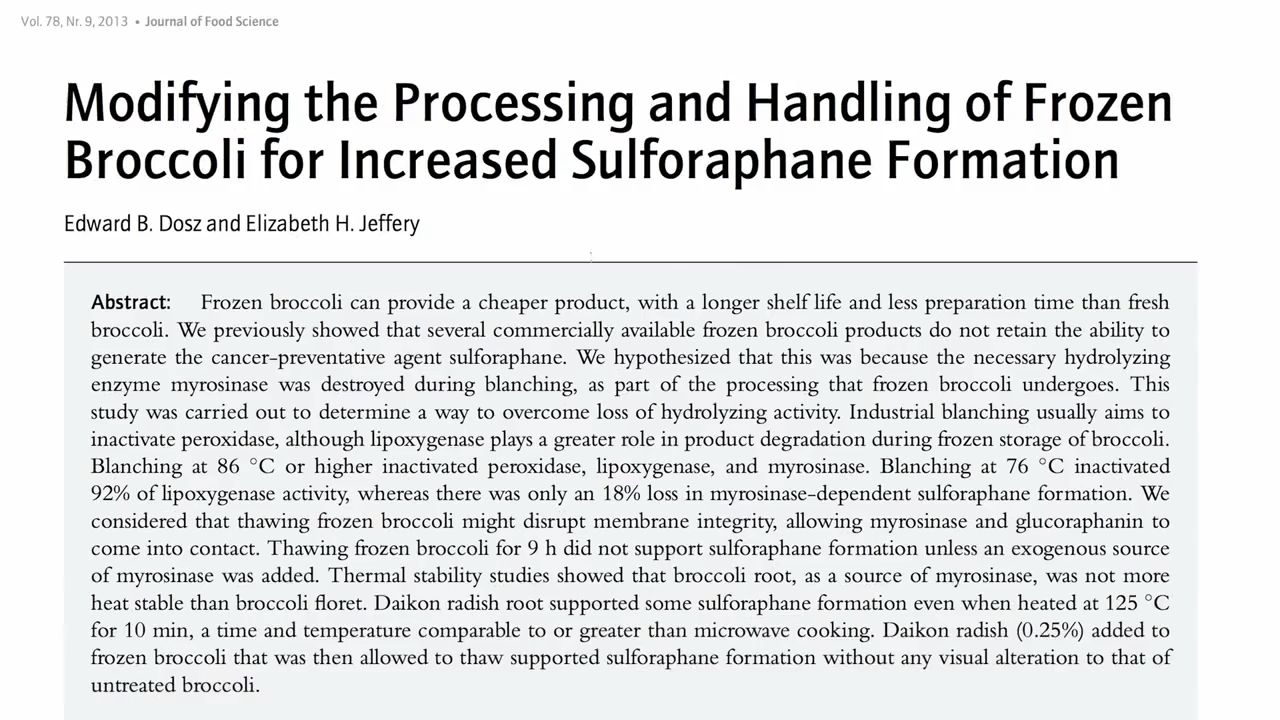 Vol. 78, Nr. 9, 2013 • Journal of Food Science
Modifying the Processing and Handling of Frozen
Broccoli for Increased Sulforaphane Formation
Edward B. Dosz and Elizabeth H. Jeffery
Abstract: Frozen broccoli can provide a cheaper product, with a longer shelf life and less preparation time than fresh
broccoli. We previously showed that several commercially available frozen broccoli products do not retain the ability to
generate the cancer-preventative agent sulforaphane. We hypothesized that this was because the necessary hydrolyzing
enzyme myrosinase was destroyed during blanching, as part of the processing that frozen broccoli undergoes. This
study was carried out to determine a way to overcome loss of hydrolyzing activity. Industrial blanching usually aims to
inactivate peroxidase, although lipoxygenase plays a greater role in product degradation during frozen storage of broccoli.
Blanching at 86 °C or higher inactivated peroxidase, lipoxygenase, and myrosinase. Blanching at 76 °C inactivated
92% of lipoxygenase activity, whereas there was only an 18% loss in myrosinase-dependent sulforaphane formation. We
considered that thawing frozen broccoli might disrupt membrane integrity, allowing myrosinase and glucoraphanin to
come into contact. Thawing frozen broccoli for 9 h did not support sulforaphane formation unless an exogenous source
of myrosinase was added. Thermal stability studies showed that broccoli root, as a source of myrosinase, was not more
heat stable than broccoli floret. Daikon radish root supported some sulforaphane formation even when heated at 125 °C
for 10 min, a time and temperature comparable to or greater than microwave cooking. Daikon radish (0.25%) added to
frozen broccoli that was then allowed to thaw supported sulforaphane formation without any visual alteration to that of
untreated broccoli.